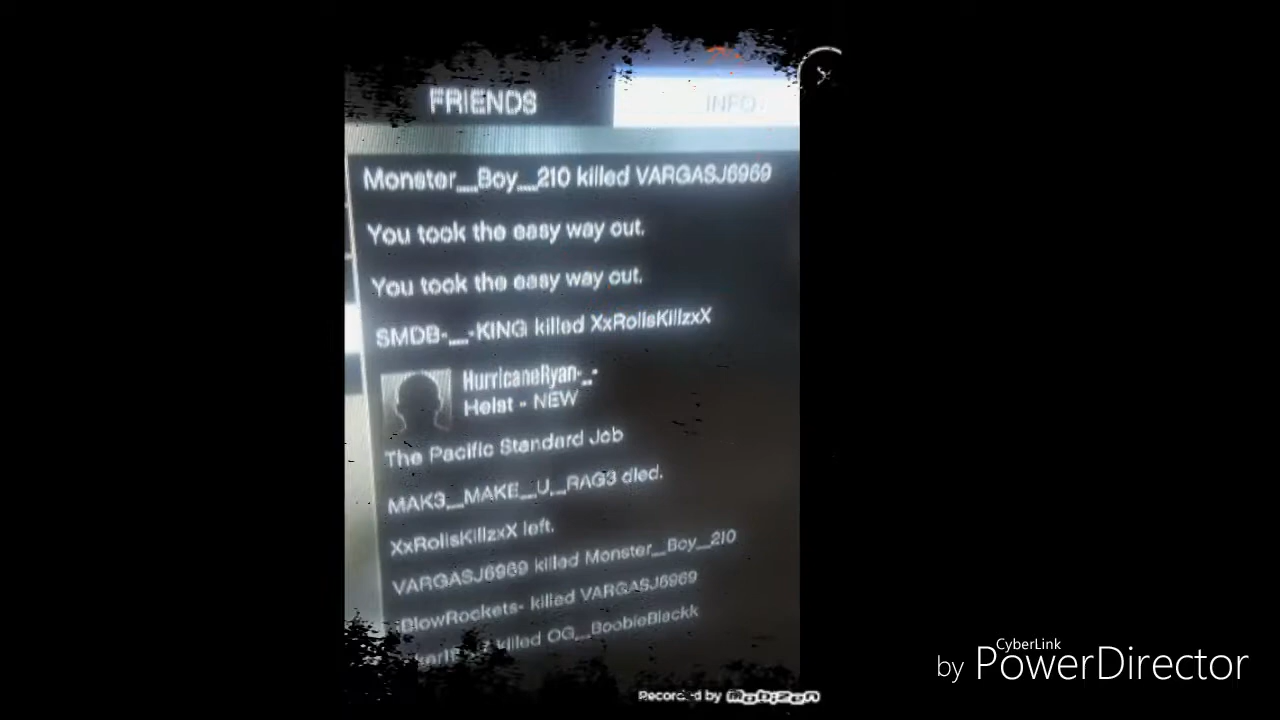 FRIENDS
INFO
Monster__Boy__210 killed VARGASJ6969
You took the easy way out.
You took the easy way out.
SMDB-__-KING killed XxRollsKillzxX
HurricaneRyan-_-
Heist - NEW
The Pacific Standard Job
MAK3__MAKE__U__RAG3 died.
XxRollsKillzxX left.
VARGASJ6969 killed Monster__Boy__210
killed VARGASJ6969
killed OG__BoobieBlackk
CyberLink
by PowerDirector
Recorded by Mobizen